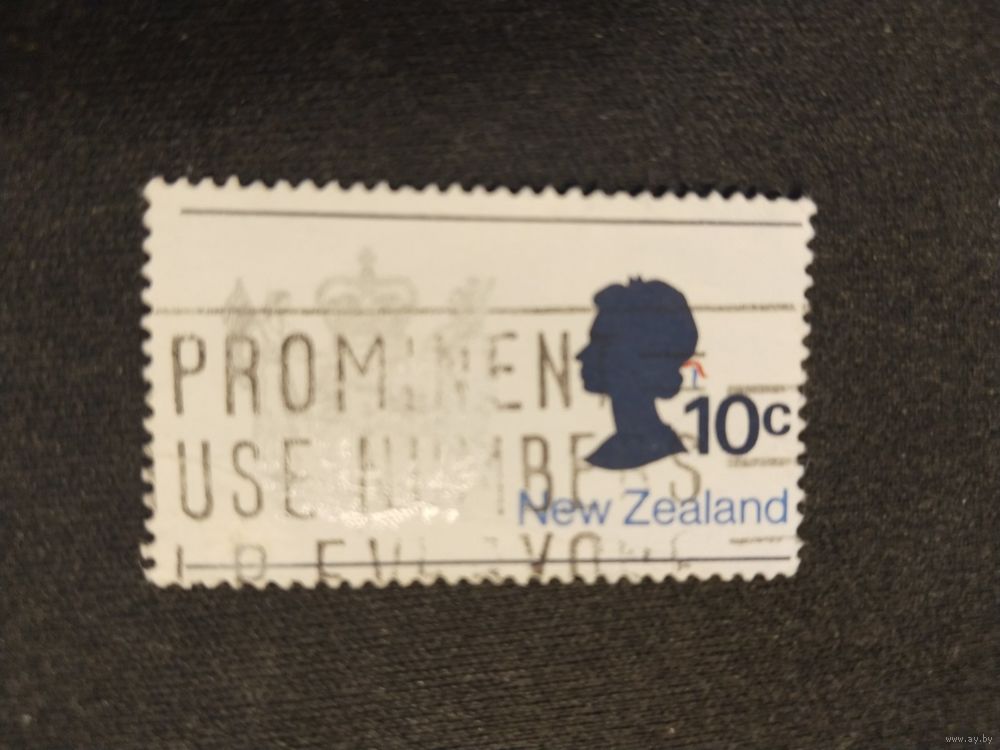 PROMINENT
10c
USE NUMBERS
New Zealand
www.ay.by